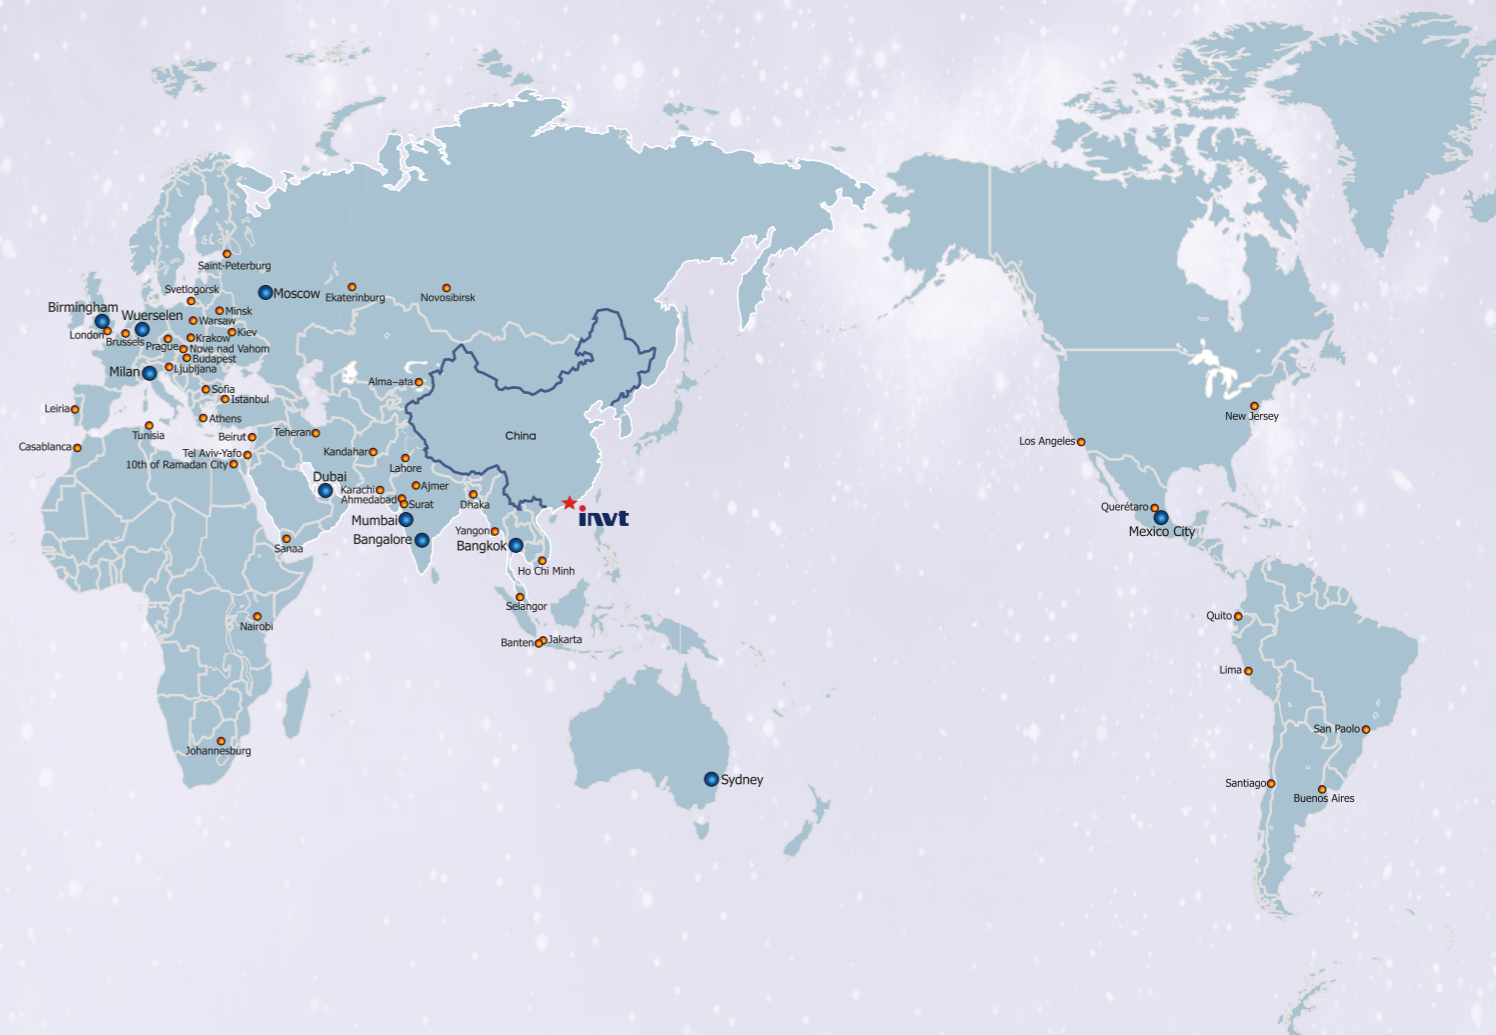 Saint-Peterburg
Svetlogorsk
Moscow
Ekaterinburg
Novosibirsk
Birmingham
Wuerselen
Minsk
Warsaw
London
Brussels
Prague
Krakow
Kiev
Nove nad Vahom
Budapest
Milan
Ljubljana
Alma-ata
Sofia
Istanbul
Leiria
Athens
New Jersey
Tunisia
Beirut
Teheran
China
Los Angeles
Casablanca
Tel Aviv-Yafo
Kandahar
10th of Ramadan City
Lahore
Dubai
Karachi
Ajmer
Ahmedabad
Surat
Dhaka
Querétaro
invt
Mumbai
Yangon
Mexico City
Bangalore
Bangkok
Sanaa
Ho Chi Minh
Selangor
Quito
Nairobi
Banten
Jakarta
Lima
San Paolo
Johannesburg
Sydney
Santiago
Buenos Aires